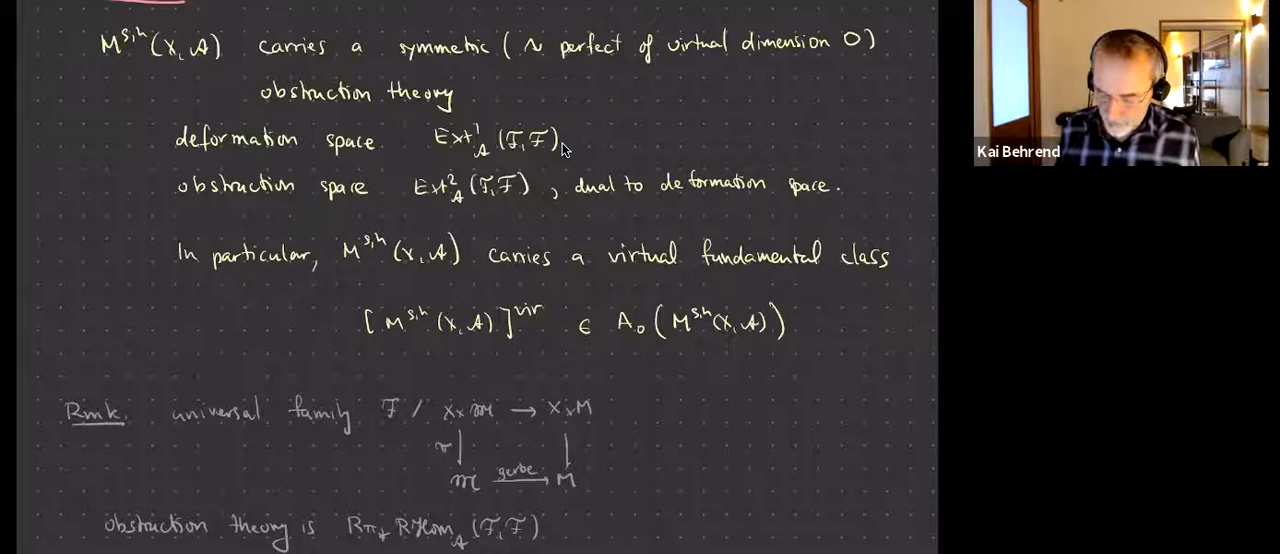 M^{s,h}(X, 𝒜) carries a symmetric (~ perfect of virtual dimension 0)
obstruction theory
deformation space Ext^1_𝒜 (ℱ, ℱ)
obstruction space Ext^2_𝒜 (ℱ, ℱ) , dual to deformation space.
In particular, M^{s,h}(X, 𝒜) carries a virtual fundamental class
[M^{s,h}(X, 𝒜)]^{vir} ∈ A_0(M^{s,h}(X, 𝒜))
Rmk. universal family ℱ / X×𝔐 → X×M
π
𝔐 gerbe→ M
obstruction theory is Rπ_* Rℋom_𝒜 (ℱ, ℱ)
Kai Behrend